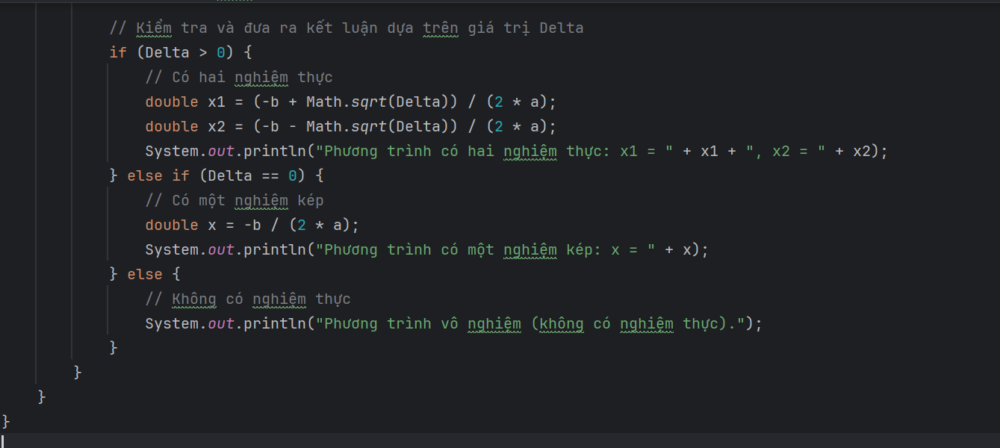 // Kiểm tra và đưa ra kết luận dựa trên giá trị Delta
if (Delta > 0) {
// Có hai nghiệm thực
double x1 = (-b + Math.sqrt(Delta)) / (2 * a);
double x2 = (-b - Math.sqrt(Delta)) / (2 * a);
System.out.println("Phương trình có hai nghiệm thực: x1 = " + x1 + ", x2 = " + x2);
} else if (Delta == 0) {
// Có một nghiệm kép
double x = -b / (2 * a);
System.out.println("Phương trình có một nghiệm kép: x = " + x);
} else {
// Không có nghiệm thực
System.out.println("Phương trình vô nghiệm (không có nghiệm thực).");
}
}
}
}